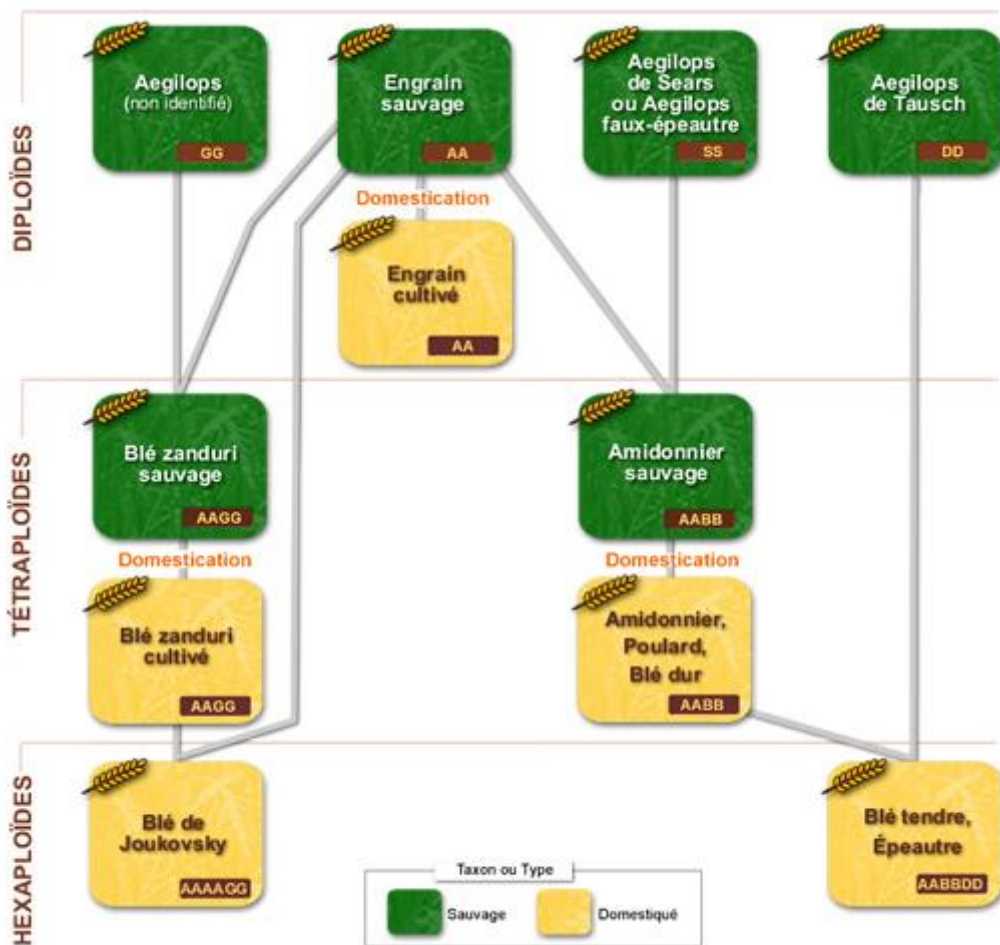 DIPLOÏDES
Aegilops
(non identifié)
GG
Engrain
sauvage
AA
Aegilops
de Sears
ou Aegilops
faux-épeautre
SS
Aegilops
de Tausch
DD
Domestication
Engrain
cultivé
AA
TÉTRAPLOÏDES
Blé zanduri
sauvage
AAGG
Amidonnier
sauvage
AABB
Domestication
Domestication
Blé zanduri
cultivé
AAGG
Amidonnier,
Poulard,
Blé dur
AABB
HEXAPLOÏDES
Blé de
Joukovsky
AAAAGG
Blé tendre,
Épeautre
AABBDD
Taxon ou Type
Sauvage
Domestiqué